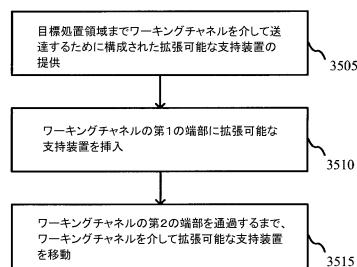 目標処置領域までワーキングチャネルを介して送
達するために構成された拡張可能な支持装置の
提供
3505
ワーキングチャネルの第1の端部に拡張可能な
支持装置を挿入
3510
ワーキングチャネルの第2の端部を通過するまで、
ワーキングチャネルを介して拡張可能な支持装置
を移動
3515